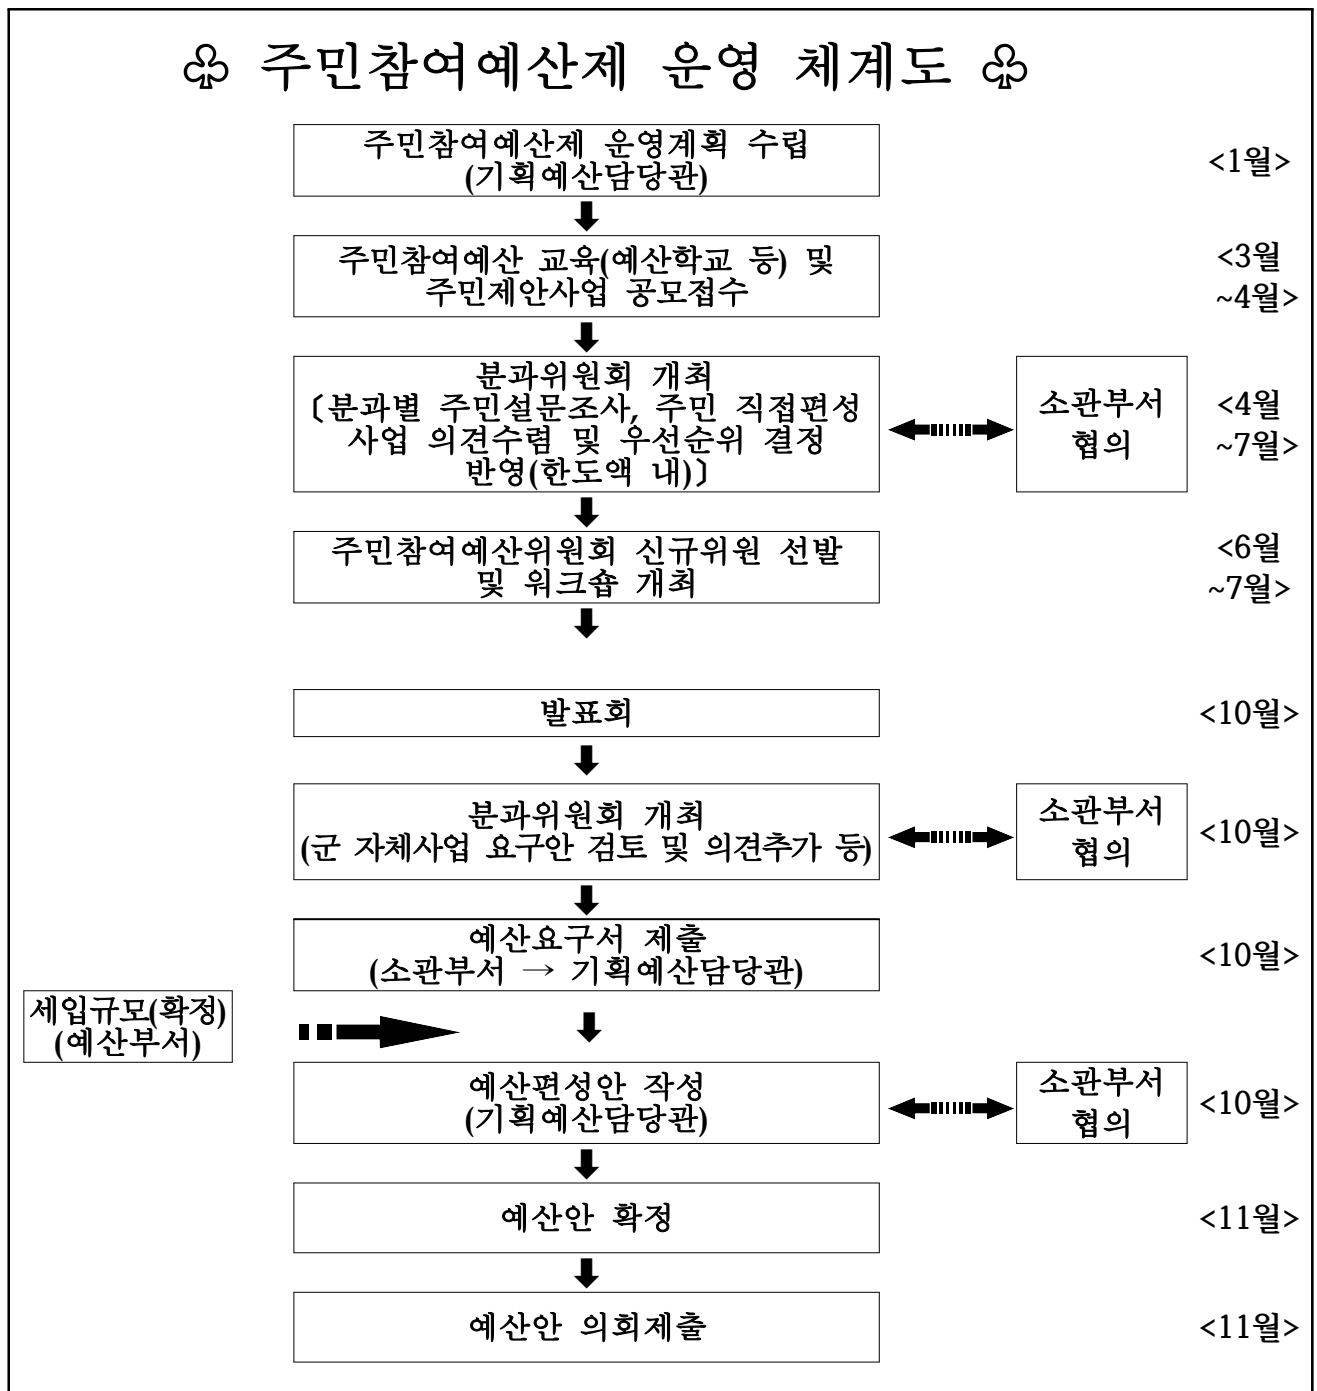 ♧ 주민참여예산제 운영 체계도 ♧
주민참여예산제 운영계획 수립
(기획예산담당관)
<1월>
주민참여예산 교육(예산학교 등) 및
주민제안사업 공모접수
<3월
~4월>
분과위원회 개최
〔분과별 주민설문조사, 주민 직접편성
사업 의견수렴 및 우선순위 결정
반영(한도액 내)〕
소관부서
협의
<4월
~7월>
주민참여예산위원회 신규위원 선발
및 워크숍 개최
<6월
~7월>
발표회
<10월>
분과위원회 개최
(군 자체사업 요구안 검토 및 의견추가 등)
소관부서
협의
<10월>
예산요구서 제출
(소관부서 → 기획예산담당관)
<10월>
세입규모(확정)
(예산부서)
예산편성안 작성
(기획예산담당관)
소관부서
협의
<10월>
예산안 확정
<11월>
예산안 의회제출
<11월>